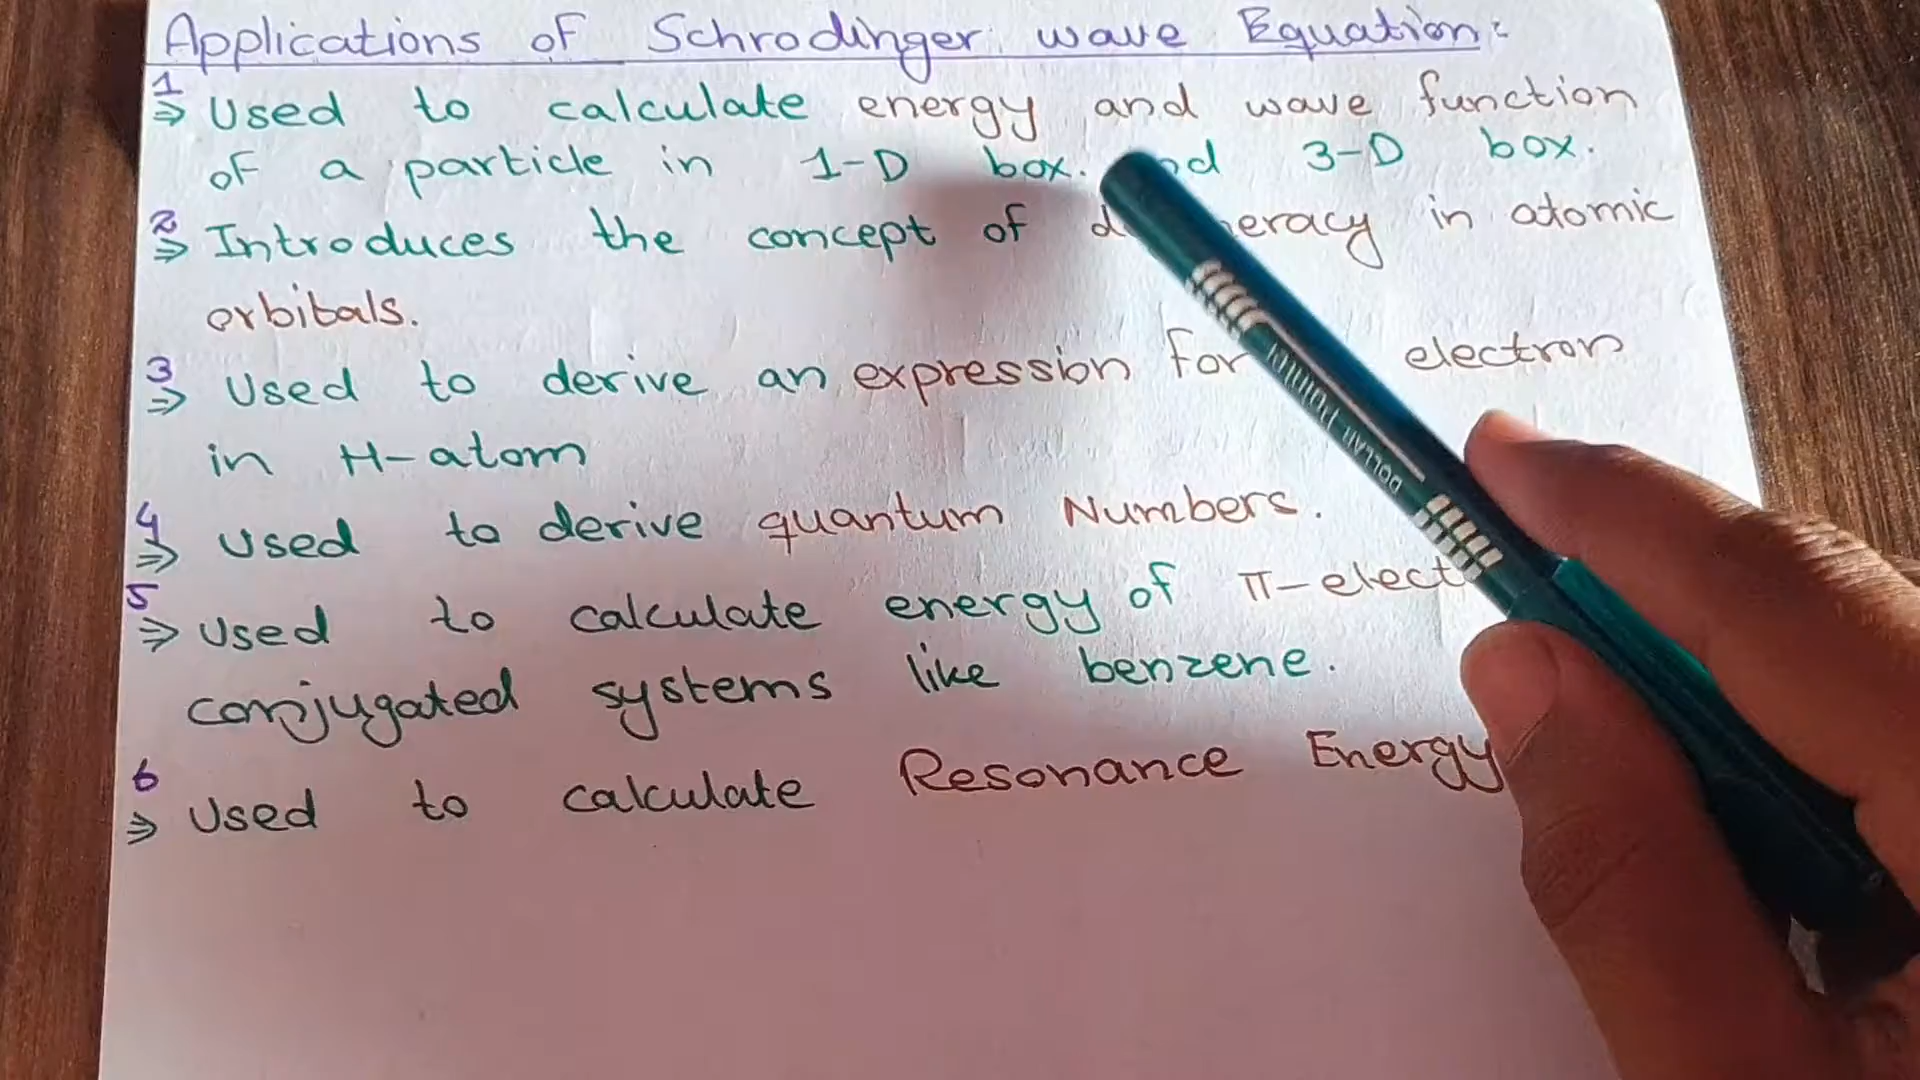 Applications of Schrodinger wave Equation:
1
⇒ Used to calculate energy and wave function
of a particle in 1-D box. 3-D box.
2
⇒ Introduces the concept of in atomic
orbitals.
3
⇒ Used to derive an expression for electron
in H-atom
4
⇒ Used to derive quantum Numbers.
5
⇒ Used to calculate energy of π-elect
conjugated systems like benzene.
6
⇒ Used to calculate Resonance Energy
DOLLAR Pointer